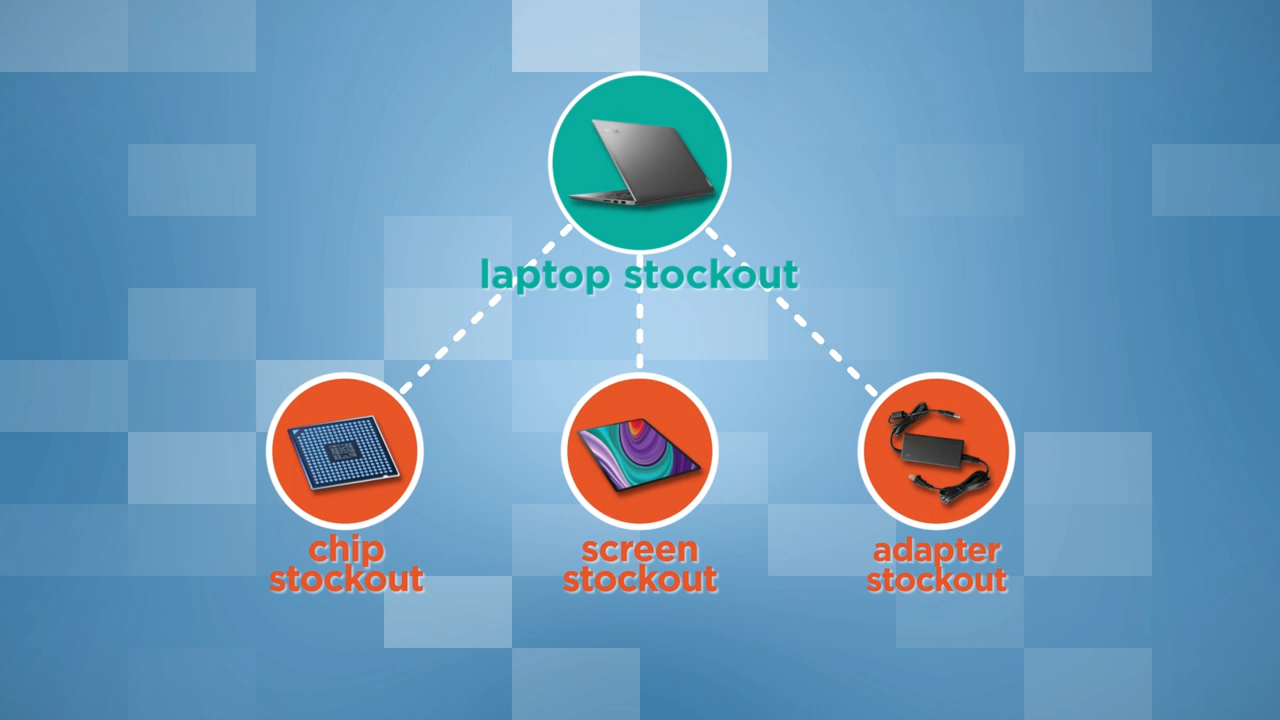 laptop stockout
chip
stockout
screen
stockout
adapter
stockout